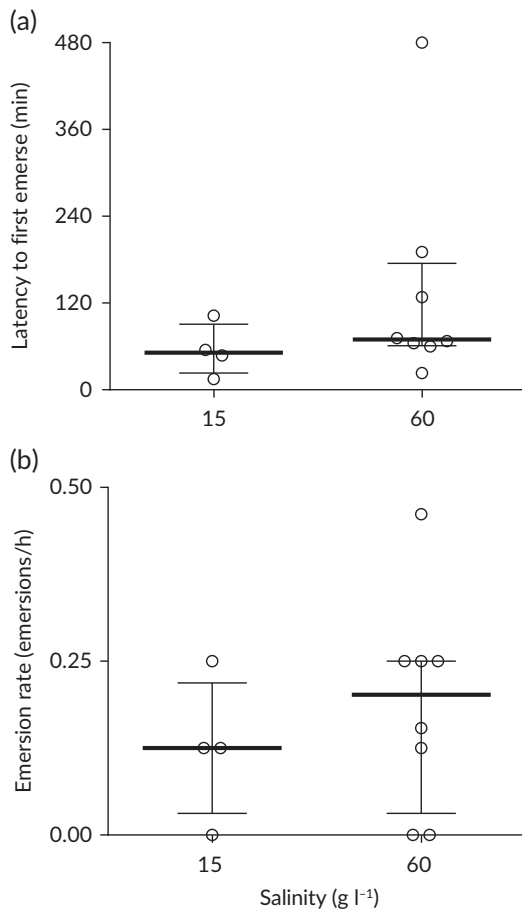 (a)
Latency to first emerse (min)
480
360
240
120
0
15 60
(b)
Emersion rate (emersions/h)
0.50
0.25
0.00
15 60
Salinity (g l⁻¹)